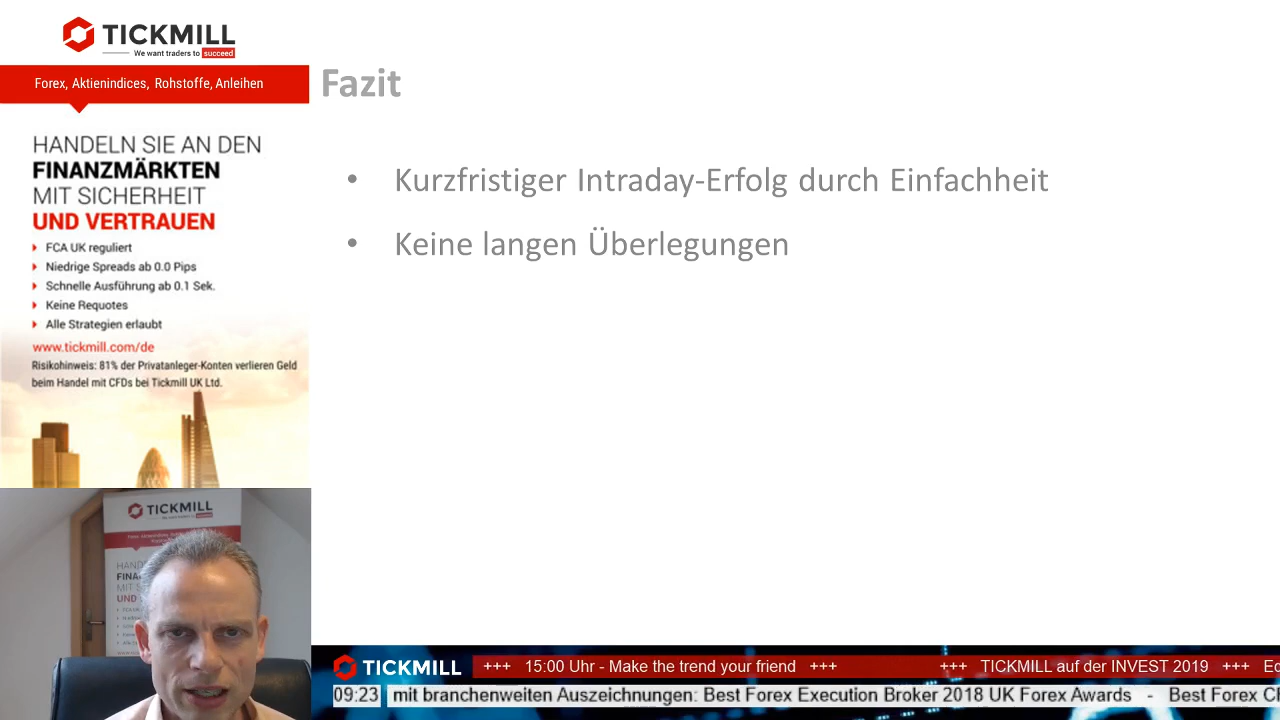 TICKMILL
We want traders to succeed
Forex, Aktienindices, Rohstoffe, Anleihen
HANDELN SIE AN DEN
FINANZMÄRKTEN
MIT SICHERHEIT
UND VERTRAUEN
FCA UK reguliert
Niedrige Spreads ab 0.0 Pips
Schnelle Ausführung ab 0.1 Sek.
Keine Requotes
Alle Strategien erlaubt
www.tickmill.com/de
Risikohinweis: 81% der Privatanleger-Konten verlieren Geld
beim Handel mit CFDs bei Tickmill UK Ltd.
Fazit
• Kurzfristiger Intraday-Erfolg durch Einfachheit
• Keine langen Überlegungen
TICKMILL
TICKMILL +++ 15:00 Uhr - Make the trend your friend +++ +++ TICKMILL auf der INVEST 2019 +++
09:23 mit branchenweiten Auszeichnungen: Best Forex Execution Broker 2018 UK Forex Awards - Best Forex